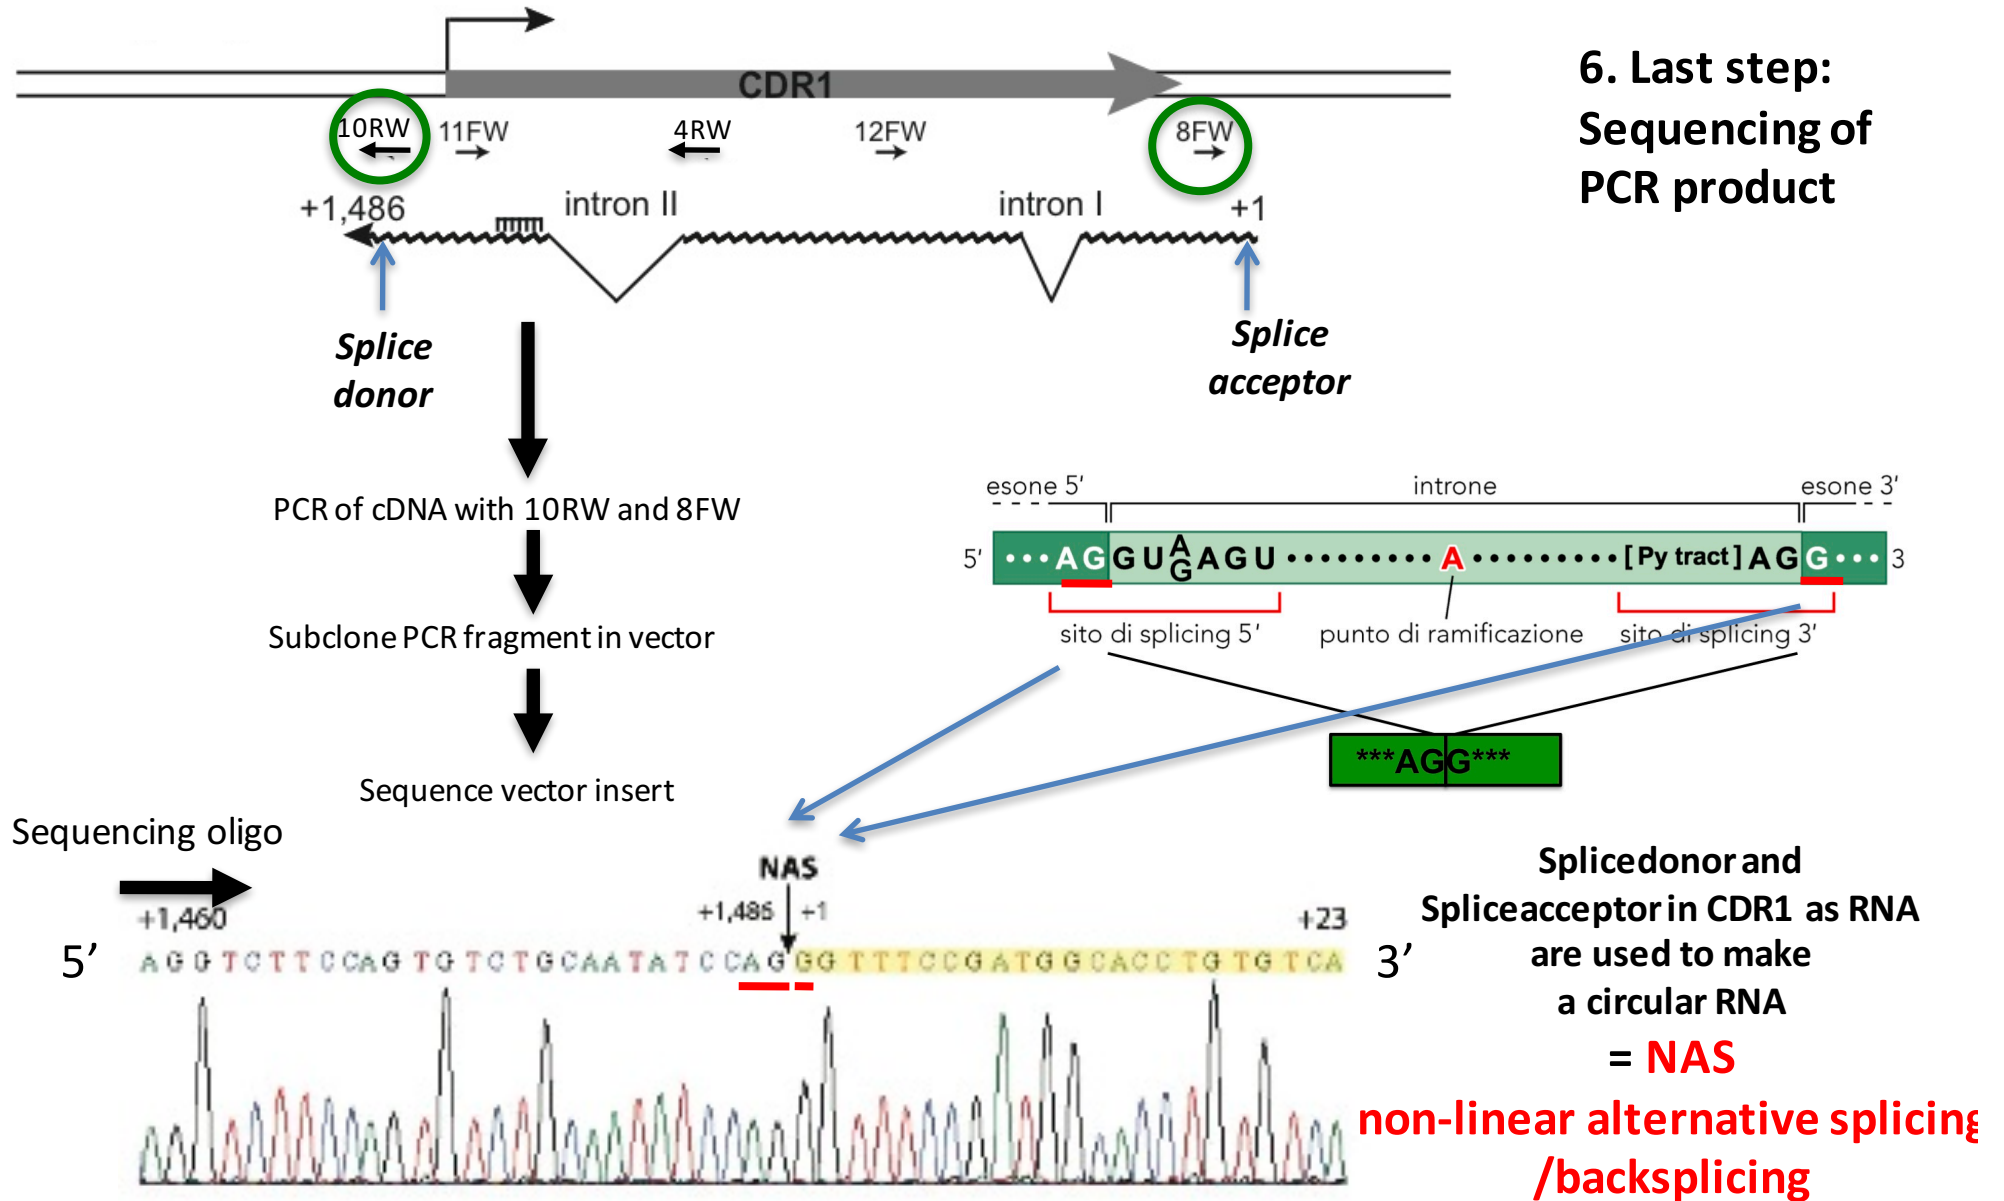 6. Last step:
Sequencing of
PCR product
CDR1
10RW 11FW 4RW 12FW 8FW
+1,486 intron II intron I +1
Splice
donor
Splice
acceptor
PCR of cDNA with 10RW and 8FW
Subclone PCR fragment in vector
Sequence vector insert
esone 5' introne esone 3'
5' ···AGGUAGAGU·········A·········[Py tract]AGG··· 3
sito di splicing 5' punto di ramificazione sito di splicing 3'
***AGG***
Sequencing oligo
NAS
+1,460 +1,486 +1 +23
5' AGGTCTTCCAGTGTCTGCAATATCCAGGGTTTCCGATGGCACCTGTGTCA 3'
Splicedonor and
Spliceacceptor in CDR1 as RNA
are used to make
a circular RNA
= NAS
non-linear alternative splicing
/backsplicing